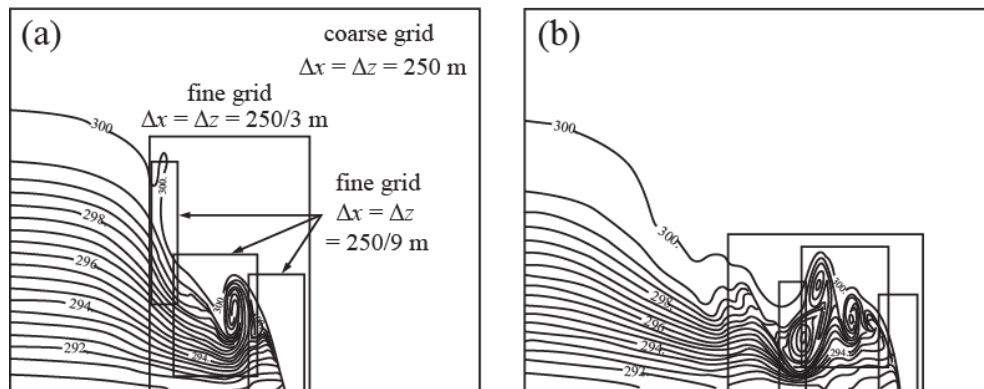 (a)
coarse grid
Δx = Δz = 250 m
fine grid
Δx = Δz = 250/3 m
300.
300.
fine grid
Δx = Δz
= 250/9 m
298.
296.
300.
294.
294.
292.
(b)
300.
300.
300.
298.
296.
294.
294.
292.